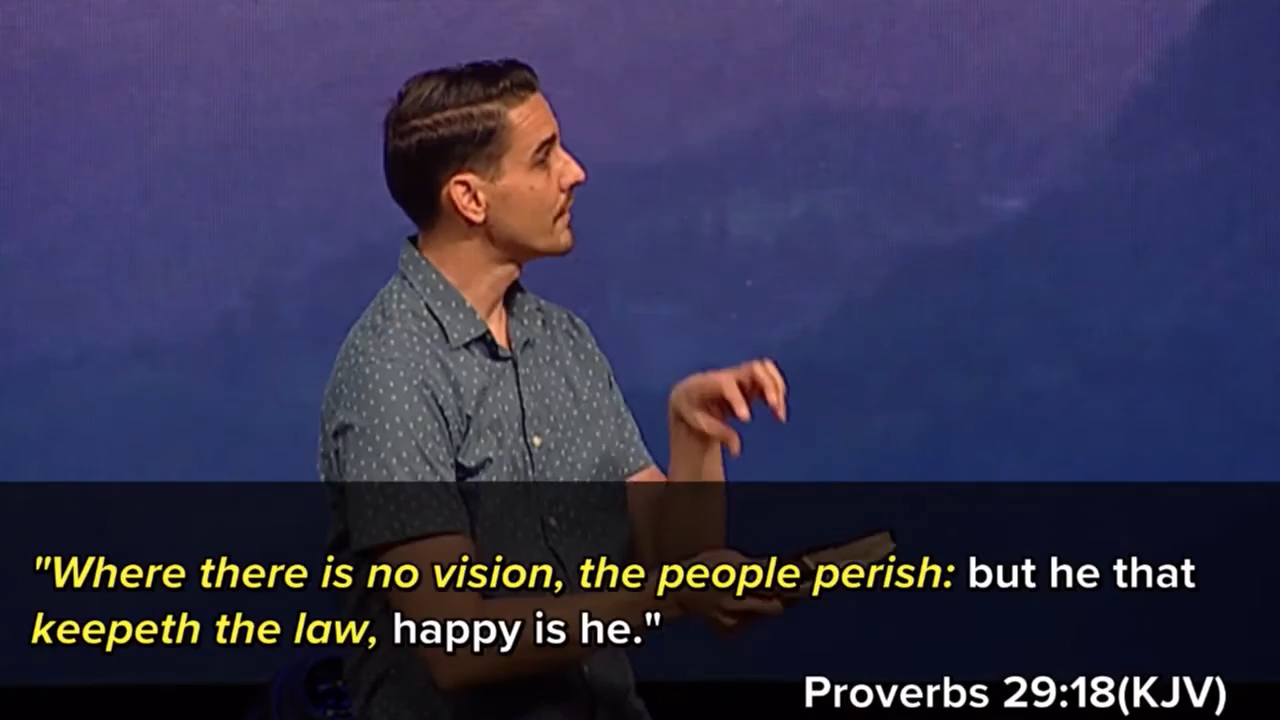 "Where there is no vision, the people perish: but he that
keepeth the law, happy is he."
Proverbs 29:18(KJV)